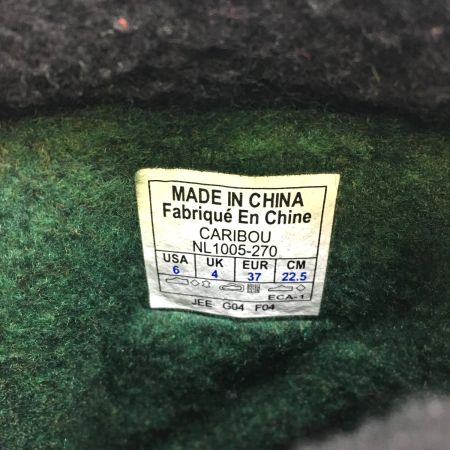 MADE IN CHINA
Fabriqué En Chine
CARIBOU
NL1005-270
USA UK EUR CM
6 4 37 22.5
ECA-1
JEE G04 F04